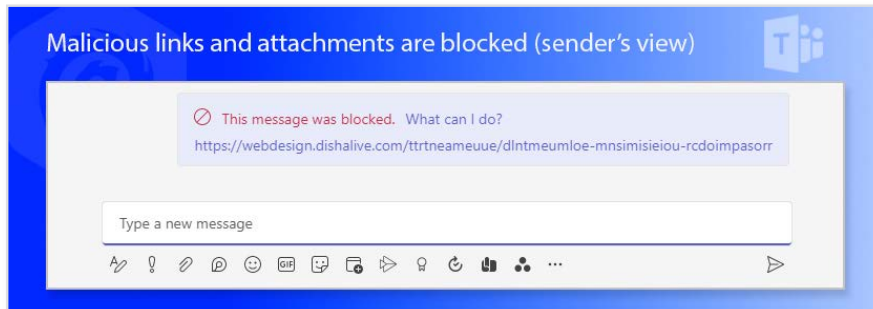 Malicious links and attachments are blocked (sender's view)
T
This message was blocked. What can I do?
https://webdesign.dishalive.com/ttrtneameuue/dlntmeumloe-mnsimisieiou-rcdoimpasorr
Type a new message
GIF